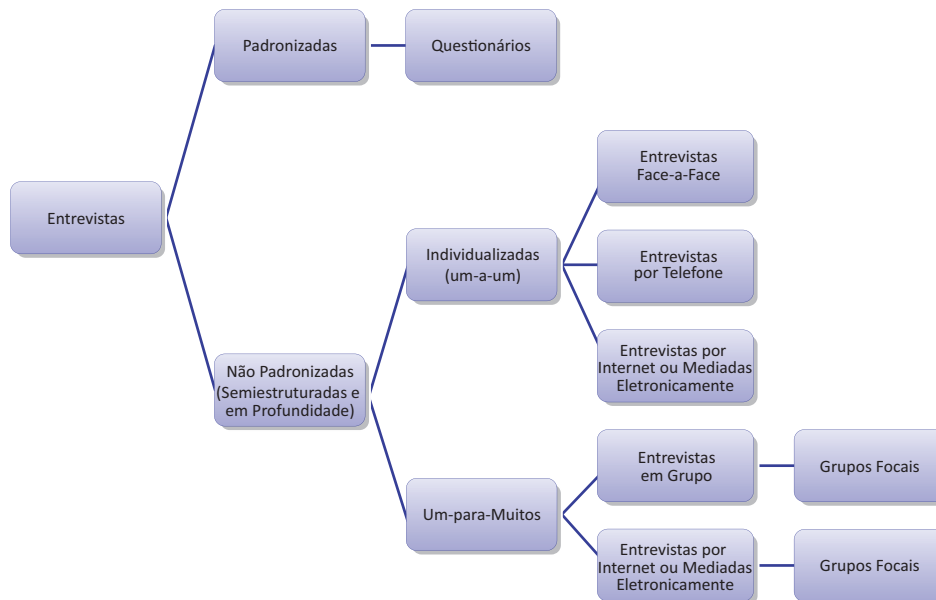 Padronizadas
Questionários
Entrevistas
Face-a-Face
Entrevistas
Individualizadas
(um-a-um)
Entrevistas
por Telefone
Entrevistas por
Internet ou Mediadas
Eletronicamente
Não Padronizadas
(Semiestruturadas e
em Profundidade)
Entrevistas
em Grupo
Grupos Focais
Um-para-Muitos
Entrevistas por
Internet ou Mediadas
Eletronicamente
Grupos Focais